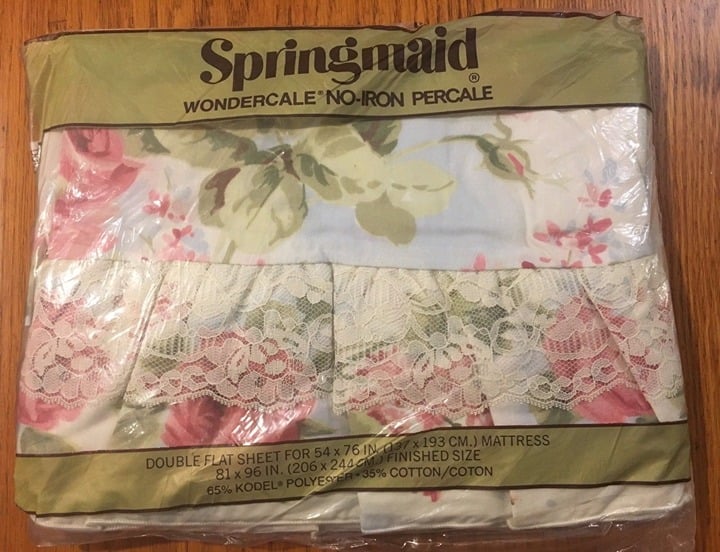 Springmaid®
WONDERCALE® NO-IRON PERCALE
DOUBLE FLAT SHEET FOR 54 x 76 IN. (137 x 193 CM.) MATTRESS
81 x 96 IN. (206 x 244 CM.) FINISHED SIZE
65% KODEL® POLYESTER • 35% COTTON/COTON